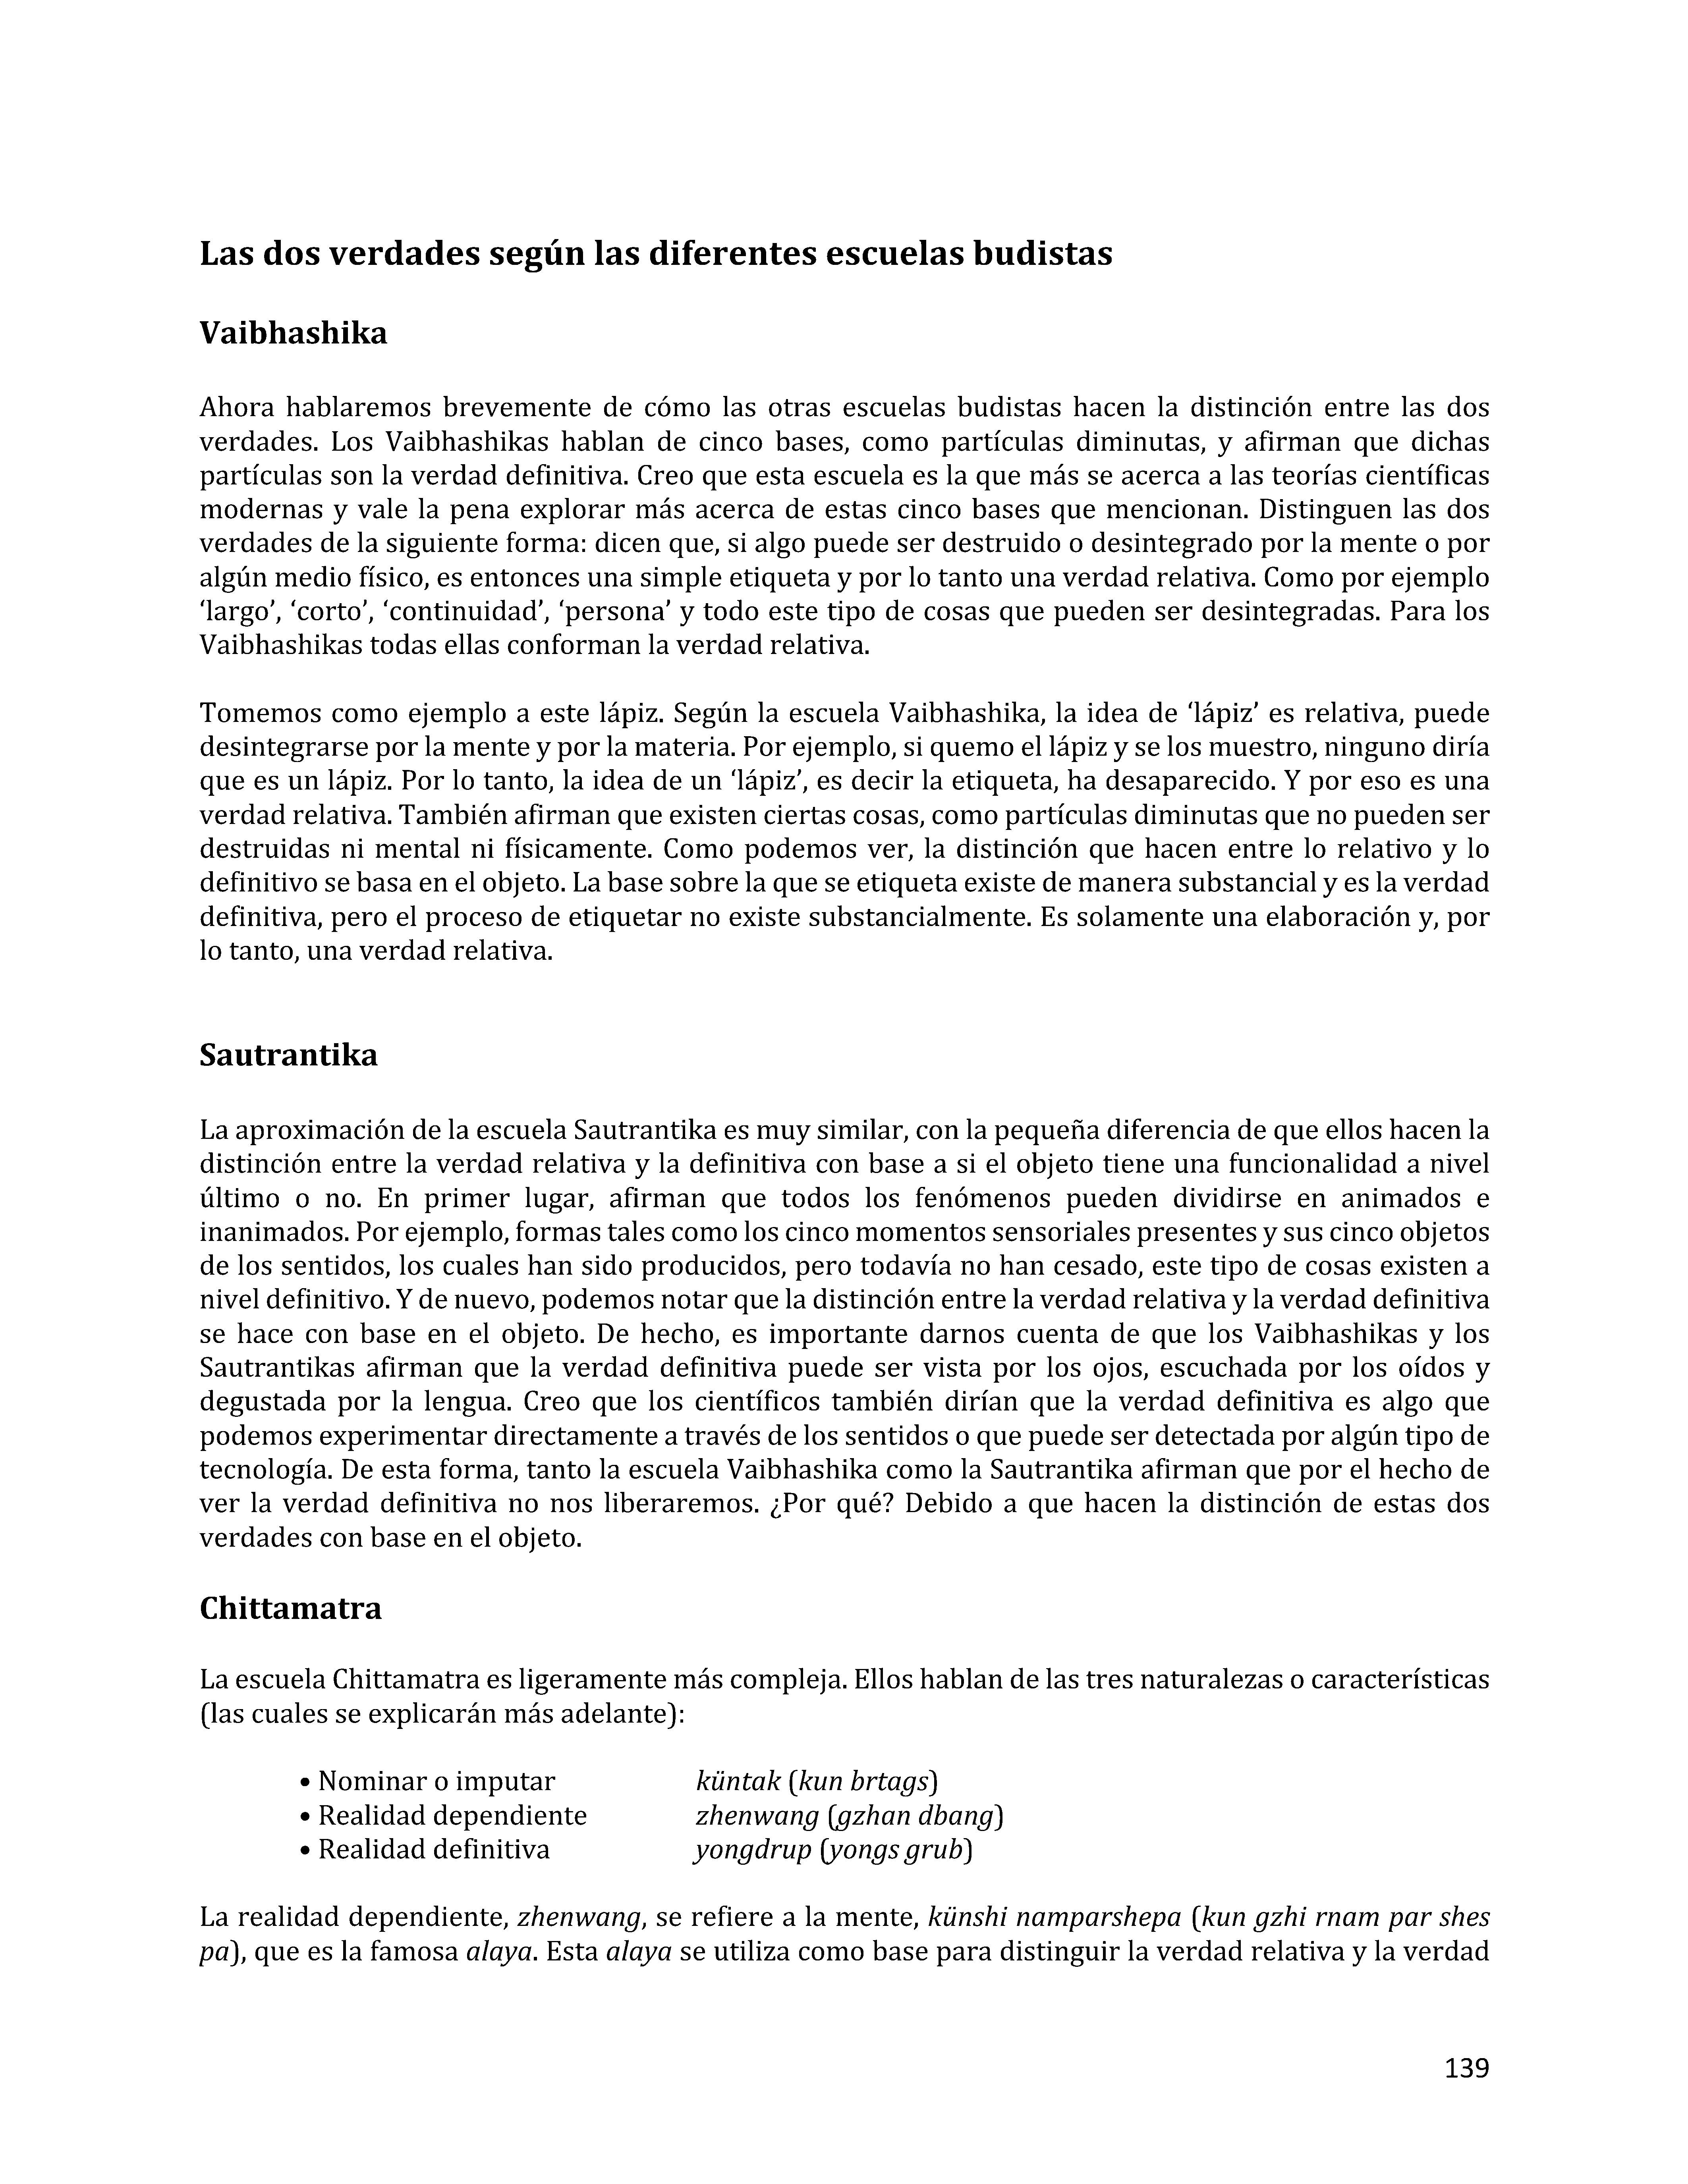 Las dos verdades según las diferentes escuelas budistas
Vaibhashika
Ahora hablaremos brevemente de cómo las otras escuelas budistas hacen la distinción entre las dos
verdades. Los Vaibhashikas hablan de cinco bases, como partículas diminutas, y afirman que dichas
partículas son la verdad definitiva. Creo que esta escuela es la que más se acerca a las teorías científicas
modernas y vale la pena explorar más acerca de estas cinco bases que mencionan. Distinguen las dos
verdades de la siguiente forma: dicen que, si algo puede ser destruido o desintegrado por la mente o por
algún medio físico, es entonces una simple etiqueta y por lo tanto una verdad relativa. Como por ejemplo
‘largo’, ‘corto’, ‘continuidad’, ‘persona’ y todo este tipo de cosas que pueden ser desintegradas. Para los
Vaibhashikas todas ellas conforman la verdad relativa.
Tomemos como ejemplo a este lápiz. Según la escuela Vaibhashika, la idea de ‘lápiz’ es relativa, puede
desintegrarse por la mente y por la materia. Por ejemplo, si quemo el lápiz y se los muestro, ninguno diría
que es un lápiz. Por lo tanto, la idea de un ‘lápiz’, es decir la etiqueta, ha desaparecido. Y por eso es una
verdad relativa. También afirman que existen ciertas cosas, como partículas diminutas que no pueden ser
destruidas ni mental ni físicamente. Como podemos ver, la distinción que hacen entre lo relativo y lo
definitivo se basa en el objeto. La base sobre la que se etiqueta existe de manera substancial y es la verdad
definitiva, pero el proceso de etiquetar no existe substancialmente. Es solamente una elaboración y, por
lo tanto, una verdad relativa.
Sautrantika
La aproximación de la escuela Sautrantika es muy similar, con la pequeña diferencia de que ellos hacen la
distinción entre la verdad relativa y la definitiva con base a si el objeto tiene una funcionalidad a nivel
último o no. En primer lugar, afirman que todos los fenómenos pueden dividirse en animados e
inanimados. Por ejemplo, formas tales como los cinco momentos sensoriales presentes y sus cinco objetos
de los sentidos, los cuales han sido producidos, pero todavía no han cesado, este tipo de cosas existen a
nivel definitivo. Y de nuevo, podemos notar que la distinción entre la verdad relativa y la verdad definitiva
se hace con base en el objeto. De hecho, es importante darnos cuenta de que los Vaibhashikas y los
Sautrantikas afirman que la verdad definitiva puede ser vista por los ojos, escuchada por los oídos y
degustada por la lengua. Creo que los científicos también dirían que la verdad definitiva es algo que
podemos experimentar directamente a través de los sentidos o que puede ser detectada por algún tipo de
tecnología. De esta forma, tanto la escuela Vaibhashika como la Sautrantika afirman que por el hecho de
ver la verdad definitiva no nos liberaremos. ¿Por qué? Debido a que hacen la distinción de estas dos
verdades con base en el objeto.
Chittamatra
La escuela Chittamatra es ligeramente más compleja. Ellos hablan de las tres naturalezas o características
(las cuales se explicarán más adelante):
• Nominar o imputar küntak (kun brtags)
• Realidad dependiente zhenwang (gzhan dbang)
• Realidad definitiva yongdrup (yongs grub)
La realidad dependiente, zhenwang, se refiere a la mente, künshi namparshepa (kun gzhi rnam par shes
pa), que es la famosa alaya. Esta alaya se utiliza como base para distinguir la verdad relativa y la verdad
139